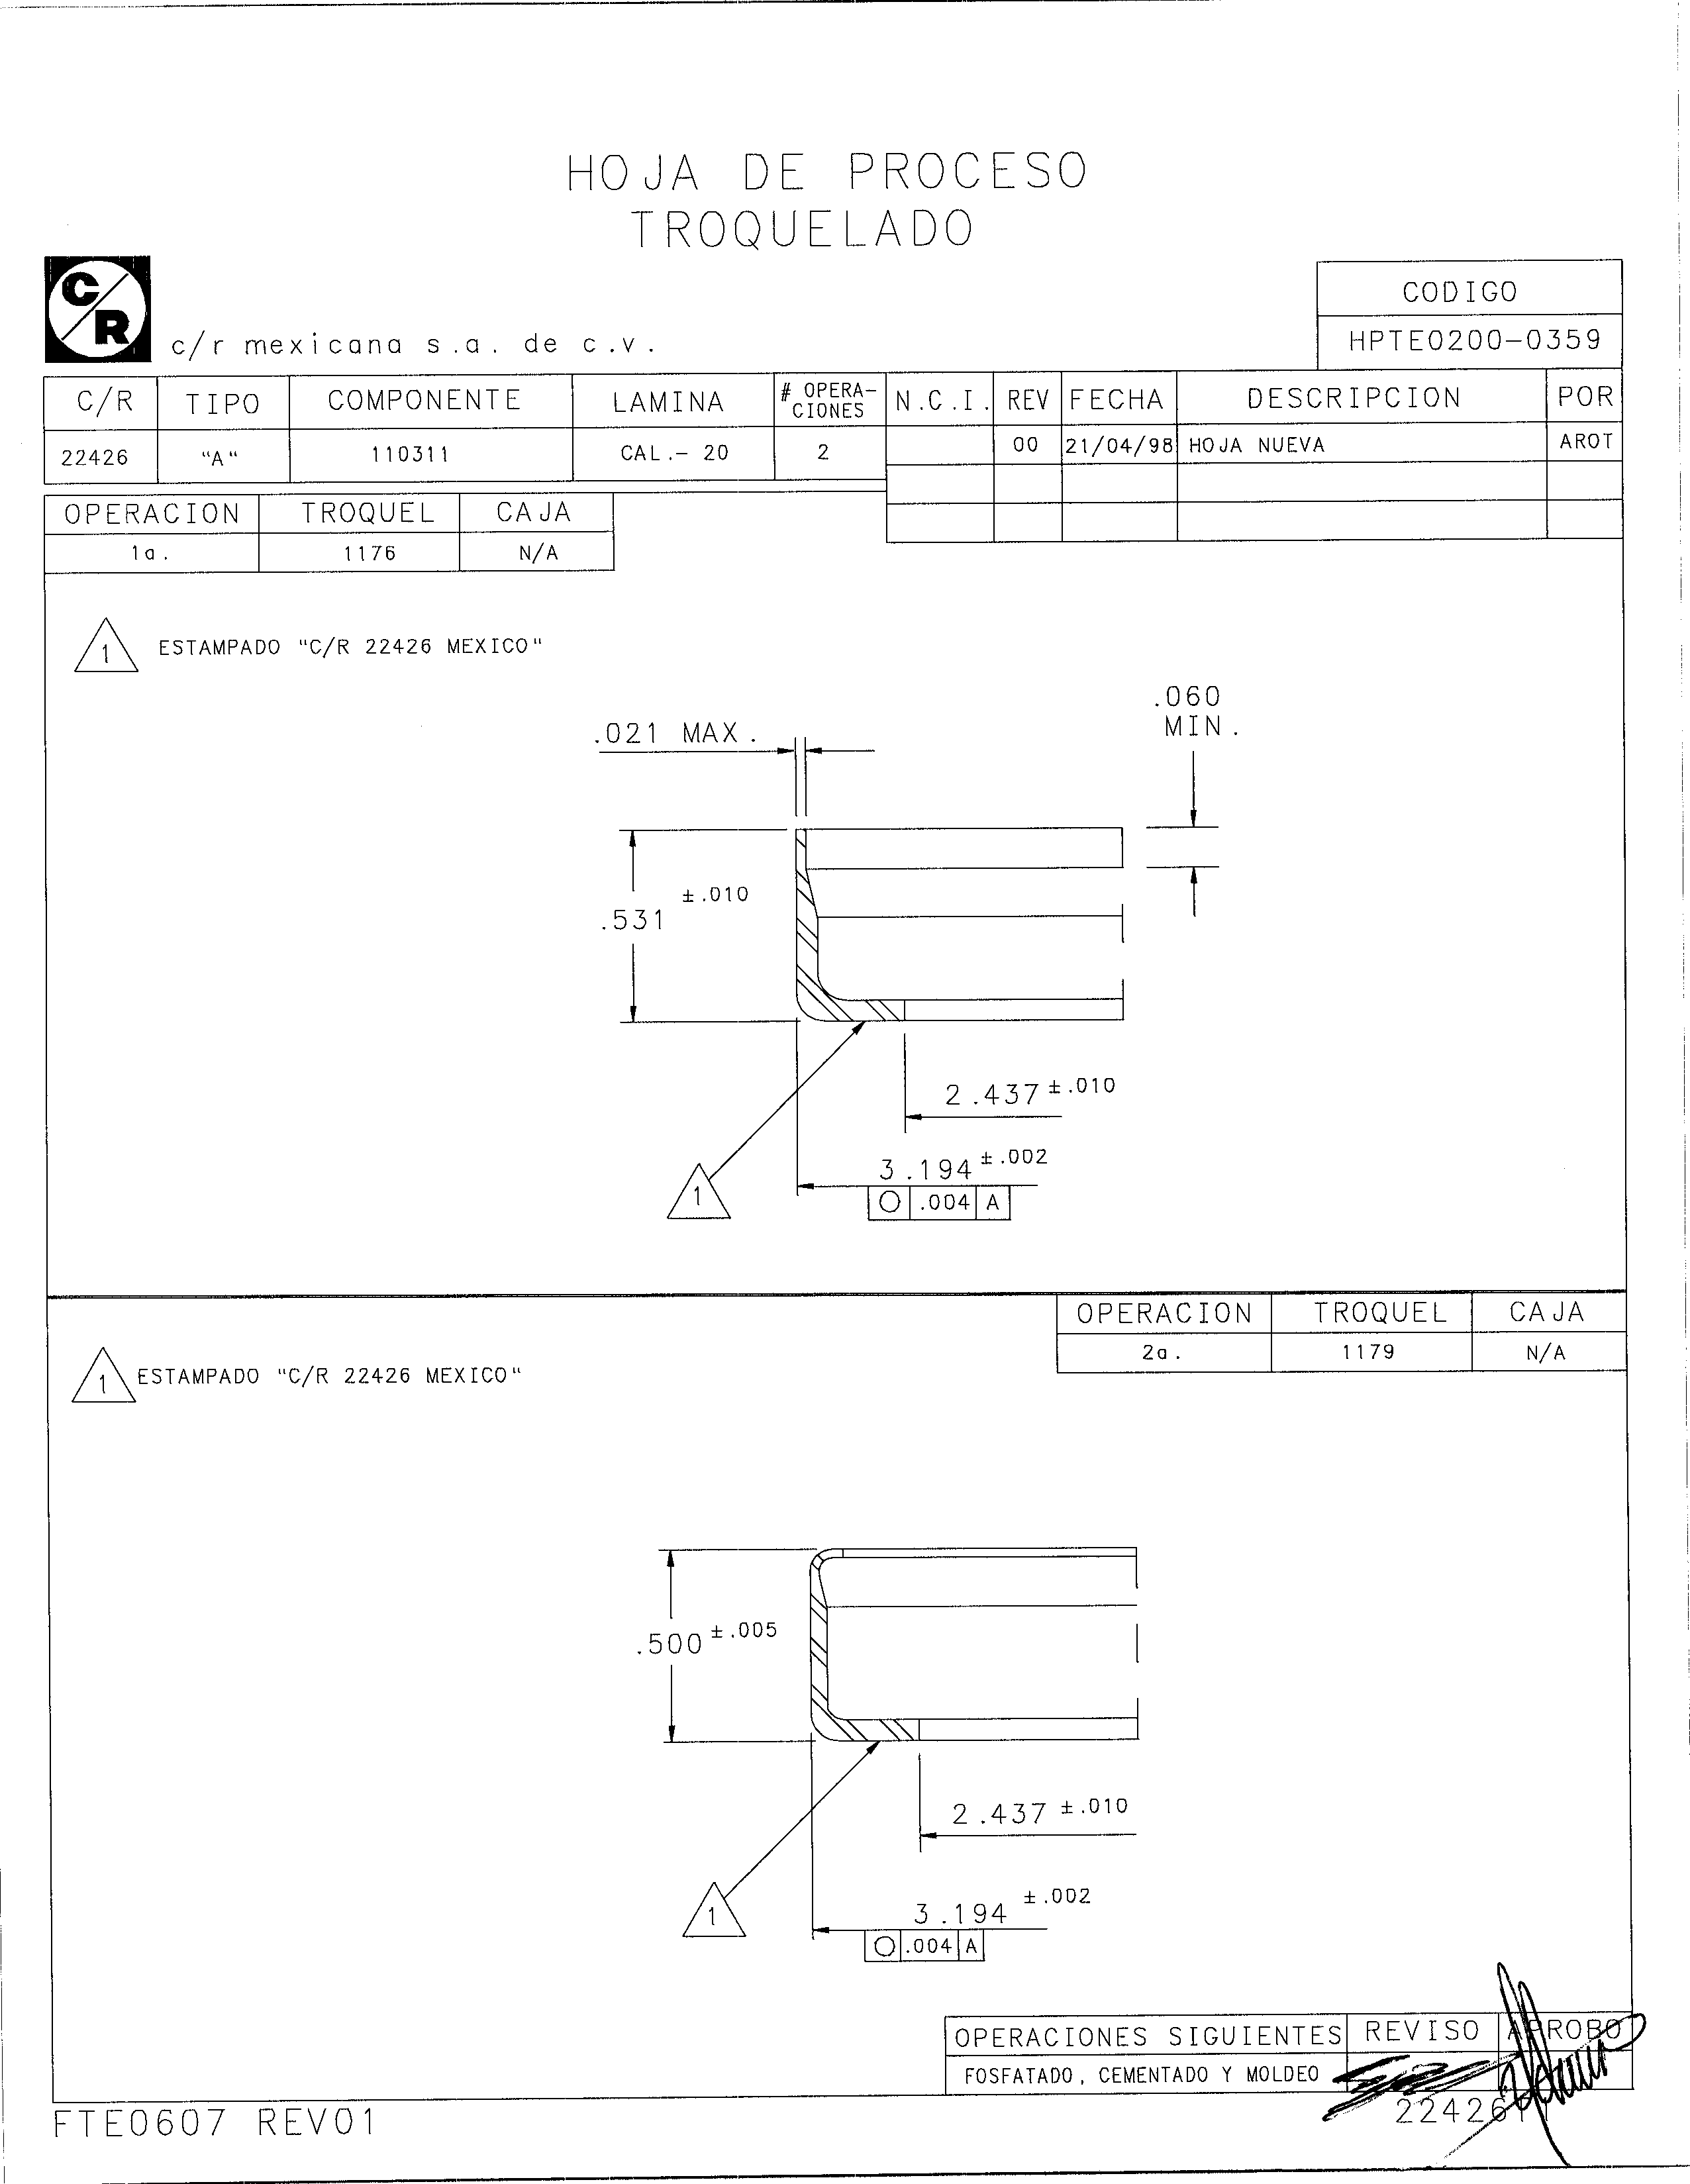 HOJA DE PROCESO
TROQUELADO
C/R
c/r mexicana s.a. de c.v.
CODIGO
HPTE0200-0359
C/R TIPO COMPONENTE LAMINA # OPERA-CIONES N.C.I. REV FECHA DESCRIPCION POR
22426 "A" 110311 CAL.- 20 2 00 21/04/98 HOJA NUEVA AROT
OPERACION TROQUEL CAJA
1a. 1176 N/A
1 ESTAMPADO "C/R 22426 MEXICO"
.060
MIN.
.021 MAX.
±.010
.531
2.437 ±.010
3.194 ±.002
1
○ .004 A
OPERACION TROQUEL CAJA
2a. 1179 N/A
1 ESTAMPADO "C/R 22426 MEXICO"
.500 ±.005
2.437 ±.010
3.194 ±.002
1
○ .004 A
OPERACIONES SIGUIENTES REVISO APROBO
FOSFATADO, CEMENTADO Y MOLDEO
FTE0607 REV01